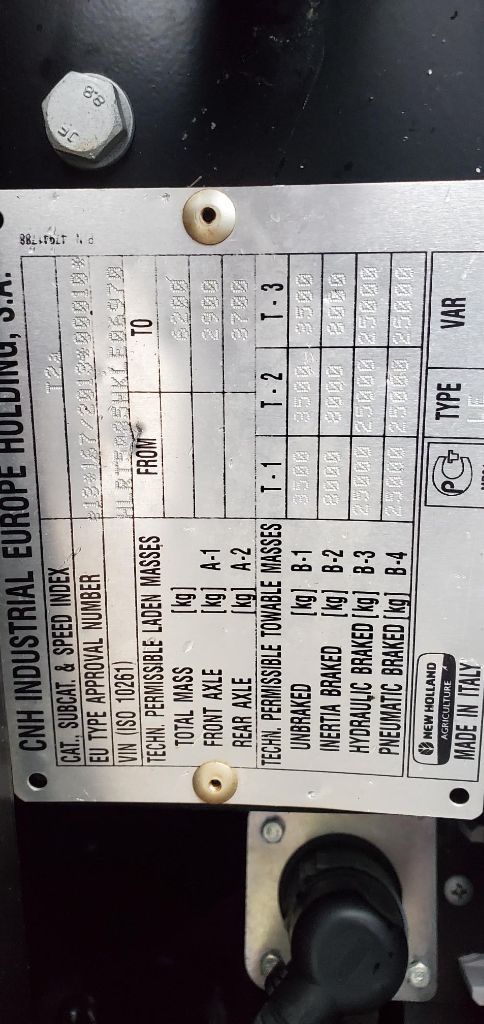 8.8
CNH INDUSTRIAL EUROPE HOLDING, S.A.
CAT., SUBCAT & SPEED INDEX T2a
EU TYPE APPROVAL NUMBER
VIN (ISO 10261)
TECHN. PERMISSIBLE LADEN MASSES FROM TO
TOTAL MASS [kg] 6200
FRONT AXLE [kg] A-1 2900
REAR AXLE [kg] A-2 3700
TECHN. PERMISSIBLE TOWABLE MASSES T-1 T-2 T-3
UNBRAKED [kg] B-1 3500 3500 3500
INERTIA BRAKED [kg] B-2 8000 8000 8000
HYDRAULIC BRAKED [kg] B-3 25000 25000 25000
PNEUMATIC BRAKED [kg] B-4 25000 25000 25000
NEW HOLLAND
AGRICULTURE
MADE IN ITALY
TYPE VAR